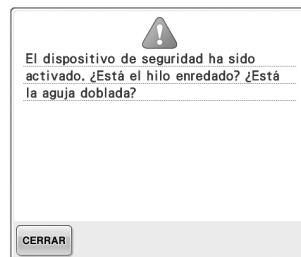 El dispositivo de seguridad ha sido
activado. ¿Está el hilo enredado? ¿Está
la aguja doblada?
CERRAR